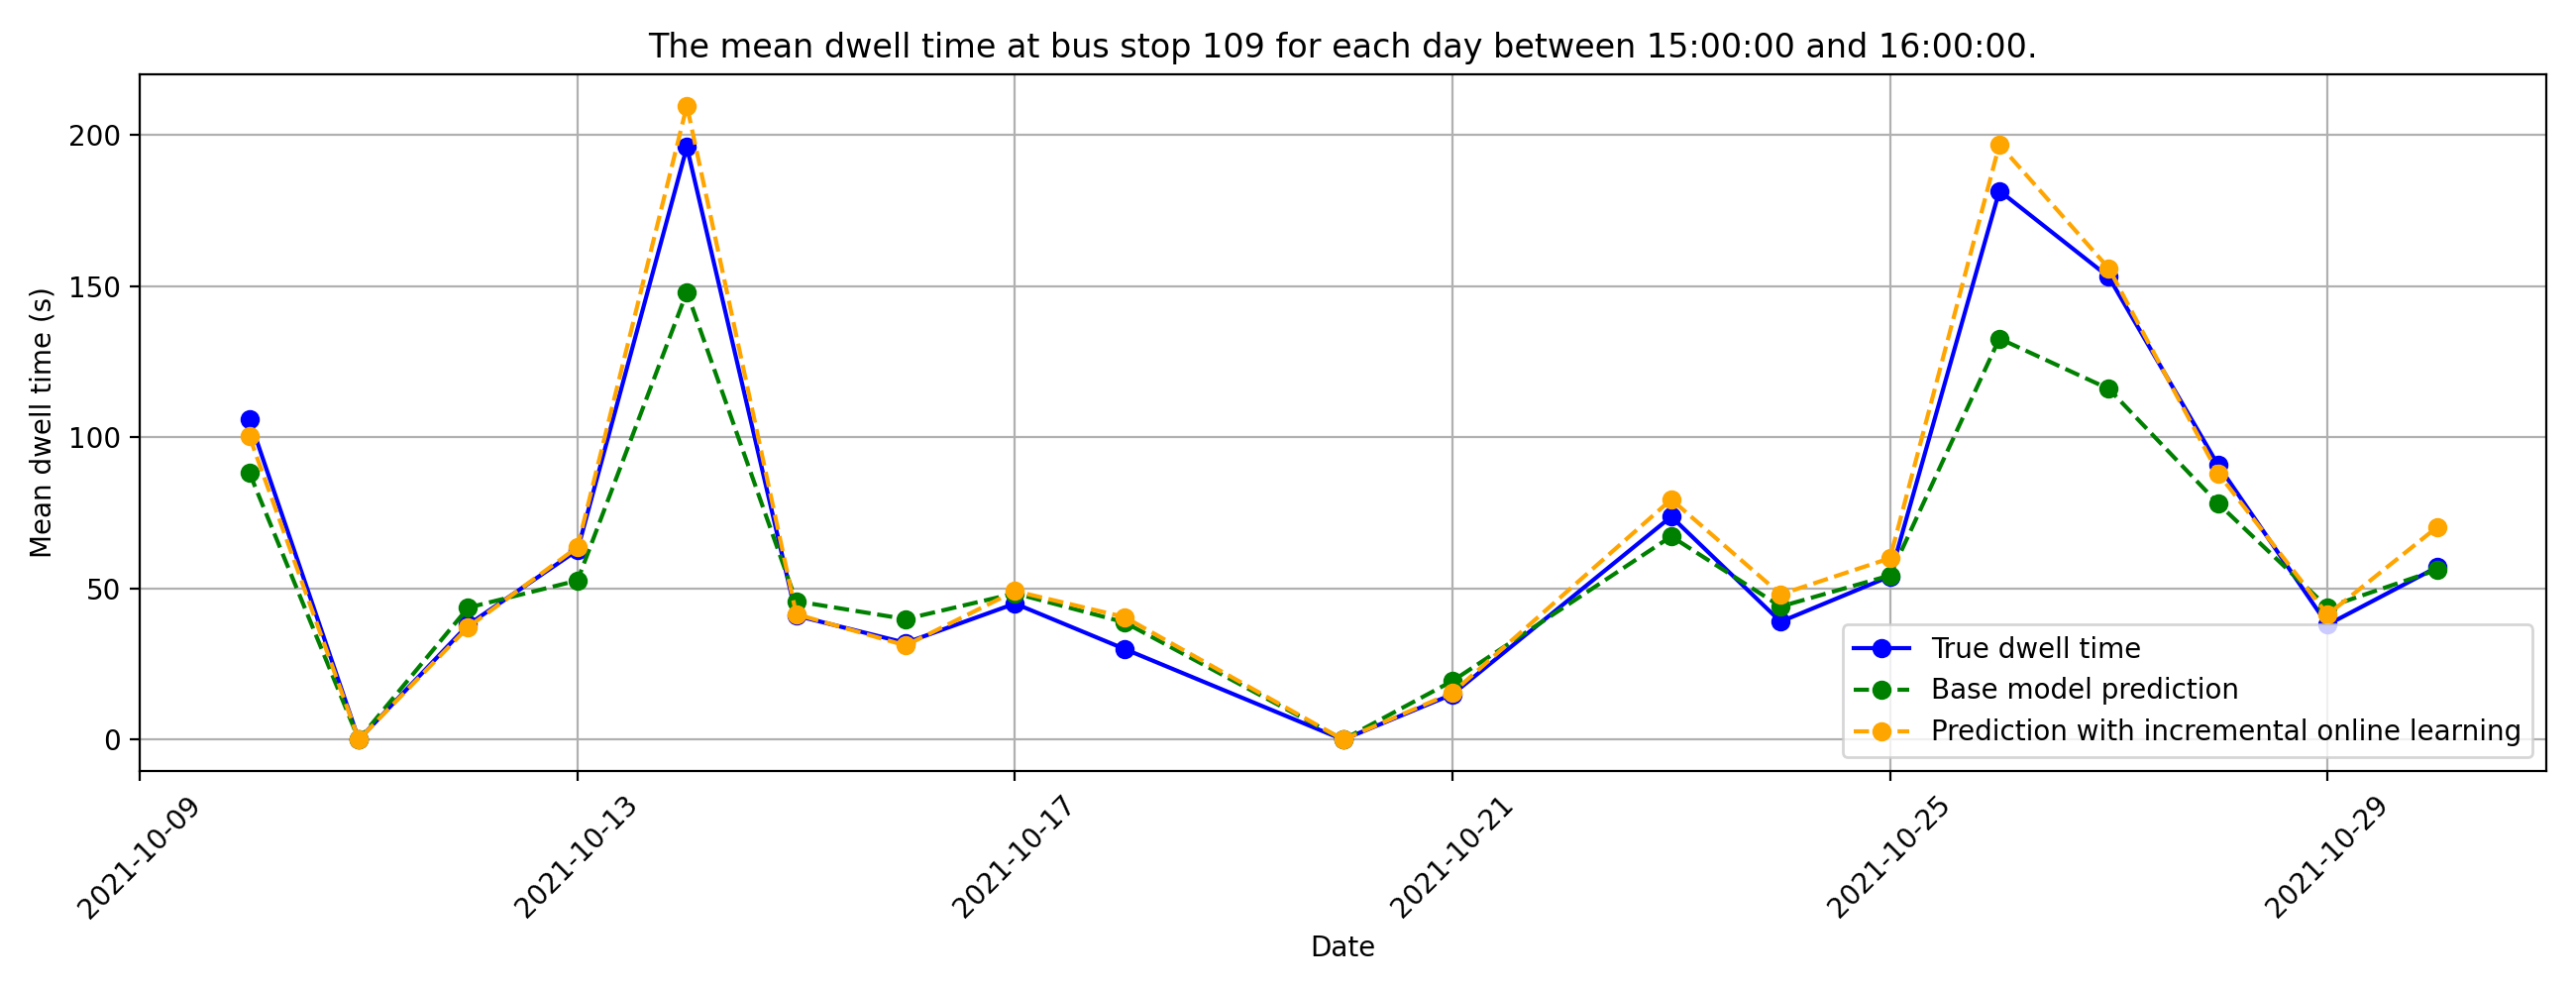 The mean dwell time at bus stop 109 for each day between 15:00:00 and 16:00:00.
Mean dwell time (s)
200
150
100
50
0
True dwell time
Base model prediction
Prediction with incremental online learning
2021-10-09
2021-10-13
2021-10-17
2021-10-21
2021-10-25
2021-10-29
Date